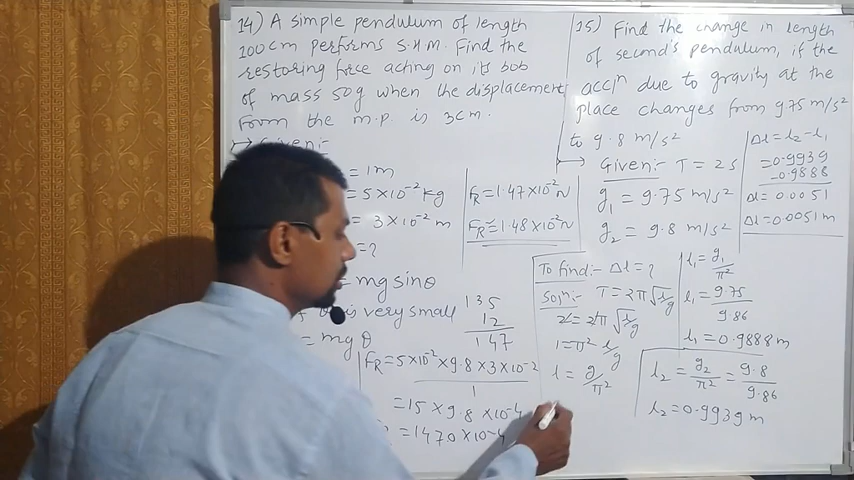 14) A simple pendulum of length
100cm performs S.H.M. Find the
restoring force acting on its bob
of mass 50g when the displacement
form the m.p. is 3cm.
Given:-
= 1m
= 5×10⁻² kg
= 3×10⁻² m
= ?
= mg sinθ
is very small
= mgθ
135
12
147
F_R = 5×10⁻² × 9.8 × 3×10⁻²
1
= 15 × 9.8 × 10⁻⁴
= 1470 × 10⁻⁴
F_R = 1.47×10⁻² N
F_R ≈ 1.48×10⁻² N
15) Find the change in length
of second's pendulum, if the
accⁿ due to gravity at the
place changes from 975 m/s²
to 9.8 m/s²
Given:- T = 2s
g₁ = 9.75 m/s²
g₂ = 9.8 m/s²
To find:- Δl = ?
Soln:- T = 2π√l/g
2 = 2π√l/g
1 = π² l/g
l = g/π²
Δl = l₂ - l₁
= 0.9939
- 0.9888
Δl = 0.0051
Δl = 0.0051 m
l₁ = g₁/π²
l₁ = 9.75/9.86
l₁ = 0.9888 m
l₂ = g₂/π² = 9.8/9.86
l₂ = 0.9939 m